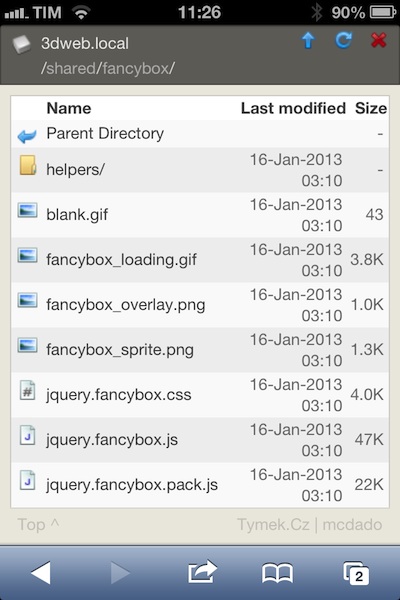 TIM 11:26 90%
3dweb.local
/shared/fancybox/
Name Last modified Size
Parent Directory -
helpers/ 16-Jan-2013 03:10 -
blank.gif 16-Jan-2013 03:10 43
fancybox_loading.gif 16-Jan-2013 03:10 3.8K
fancybox_overlay.png 16-Jan-2013 03:10 1.0K
fancybox_sprite.png 16-Jan-2013 03:10 1.3K
jquery.fancybox.css 16-Jan-2013 03:10 4.0K
jquery.fancybox.js 16-Jan-2013 03:10 47K
jquery.fancybox.pack.js 16-Jan-2013 03:10 22K
Top ^ Tymek.Cz | mcdado
2